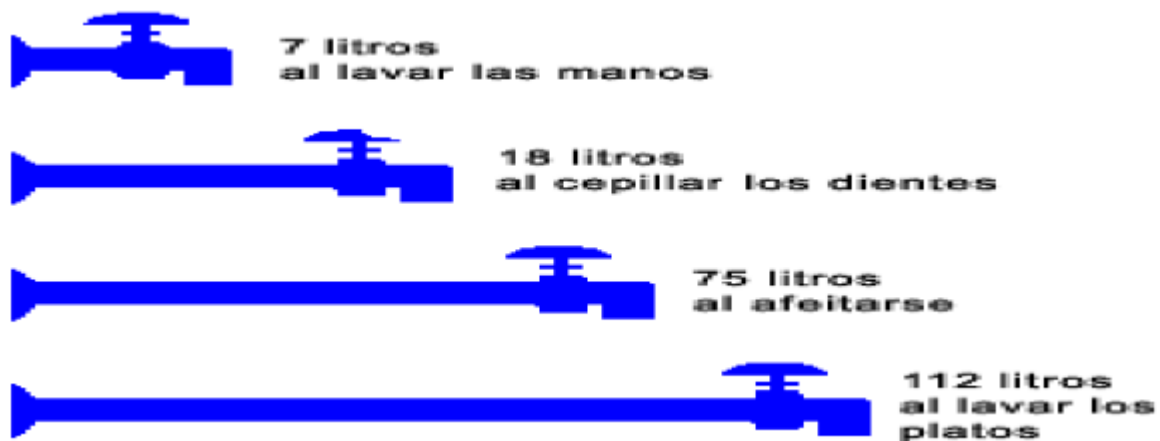 7 litros
al lavar las manos
18 litros
al cepillar los dientes
75 litros
al afeitarse
112 litros
al lavar los
platos